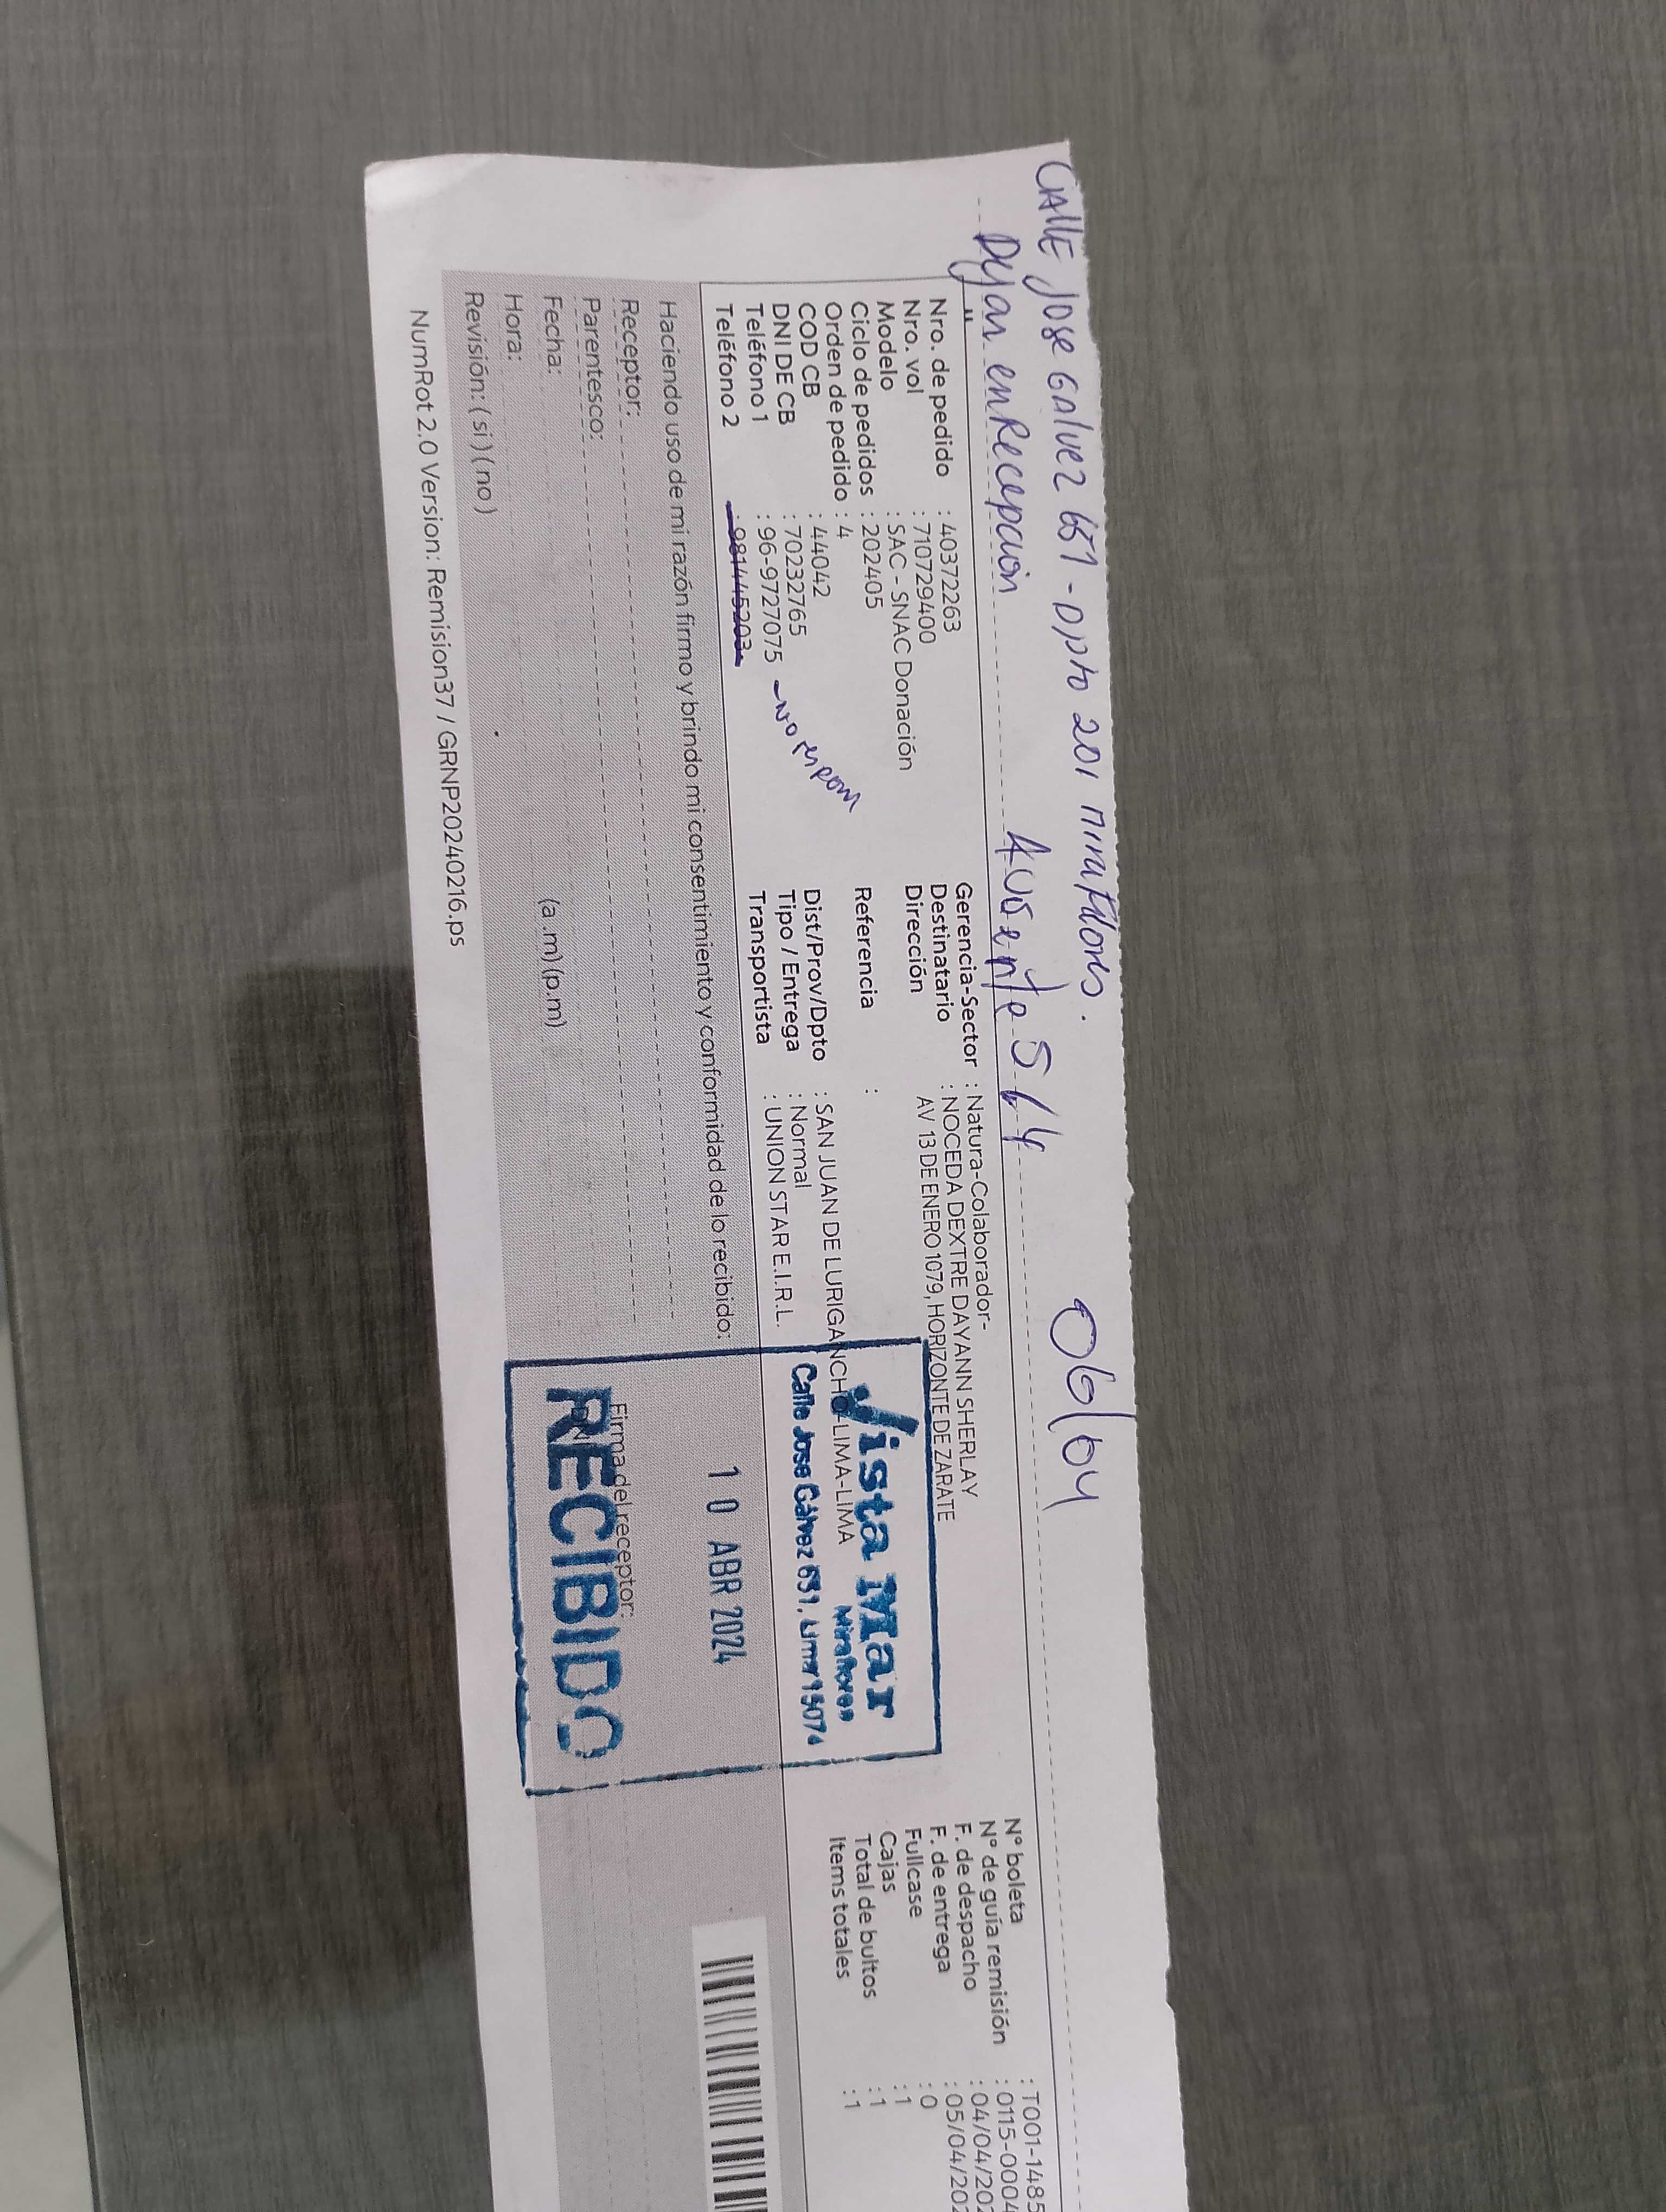 CALLE JOSE GALVEZ 651 - Dpto 201 MIRAFLORES.
06/04
Dejar en Recepcion
Ausente 5/4
Nro. de pedido : 40372263
Nro. vol : 710729400
Modelo : SAC - SNAC Donación
Ciclo de pedidos : 202405
Orden de pedido : 4
COD CB : 44042
DNI DE CB : 70232765
Teléfono 1 : 96-9727075 - NO
Teléfono 2 : 981445203
Gerencia-Sector : Natura-Colaborador-
Destinatario : NOCEDA DEXTRE DAYANN SHERLAY
Dirección AV 13 DE ENERO 1079, HORIZONTE DE ZARATE
Referencia :
Dist/Prov/Dpto : SAN JUAN DE LURIGANCHO-LIMA-LIMA
Tipo / Entrega : Normal
Transportista : UNION STAR E.I.R.L.
N° boleta : T001-1485
N° de guía remisión : 0115-0004
F. de despacho : 04/04/202
F. de entrega : 05/04/202
Fullcase : 0
Cajas : 1
Total de bultos : 1
Items totales : 1
Vista Mar
Miraflores
Calle Jose Gálvez 651, Lima 15074
10 ABR 2024
RECIBIDO
Haciendo uso de mi razón firmo y brindo mi consentimiento y conformidad de lo recibido:
Receptor:
Parentesco:
Fecha:
Hora: (a.m) (p.m)
Revisión: (si) (no)
Firma del receptor:
NumRot 2.0 Version: Remision37 / GRNP20240216.ps